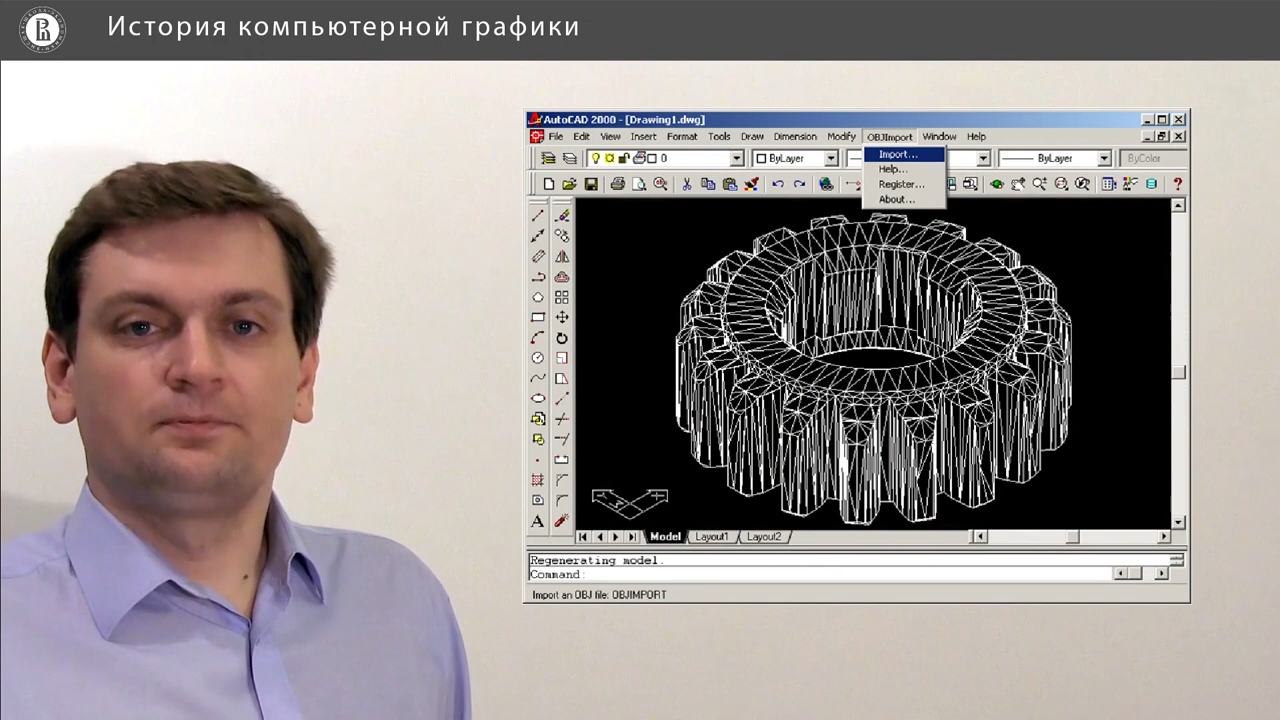 История компьютерной графики
AutoCAD 2000 - [Drawing1.dwg]
File Edit View Insert Format Tools Draw Dimension Modify OBJImport Window Help
0 ByLayer ByLayer ByColor
Import...
Help...
Register...
About...
A
Model Layout1 Layout2
Regenerating model.
Command:
Import an OBJ file: OBJIMPORT